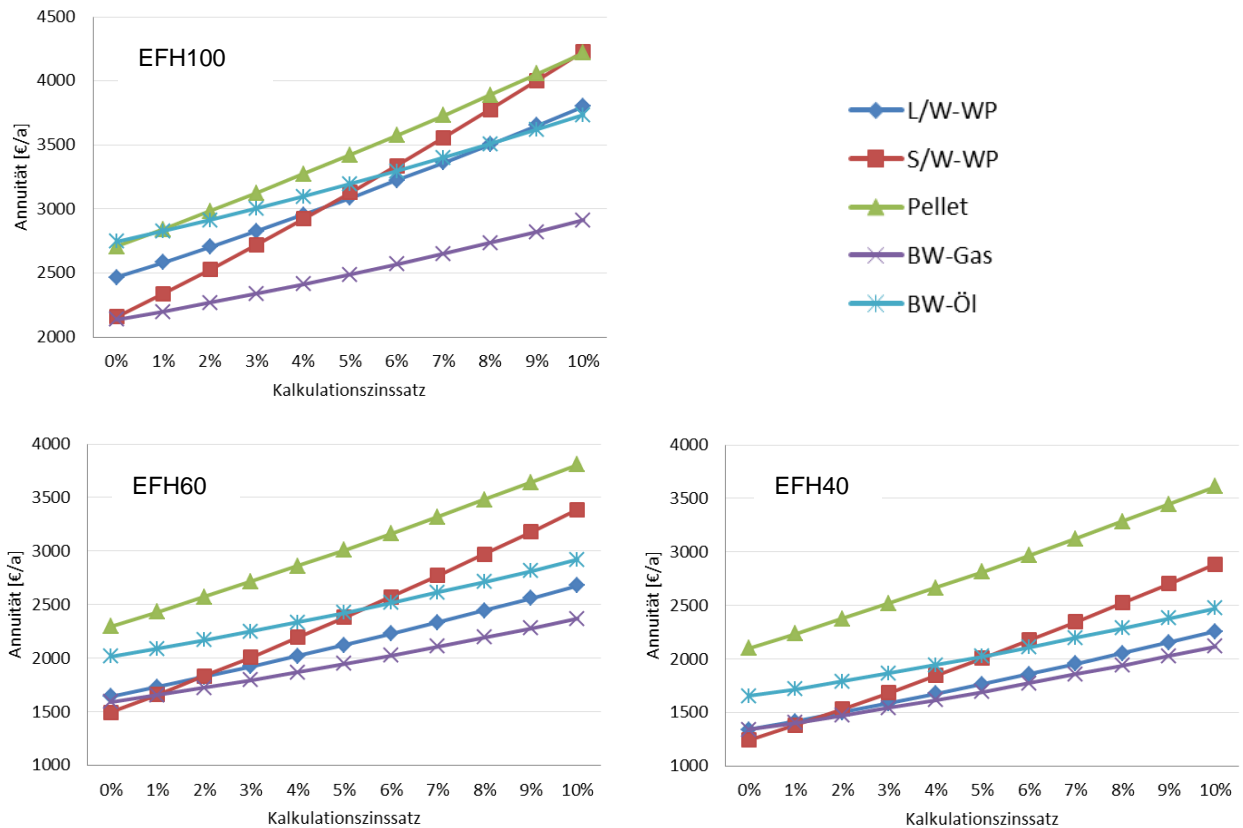 EFH100
Annuität [€/a]
4500
4000
3500
3000
2500
2000
0% 1% 2% 3% 4% 5% 6% 7% 8% 9% 10%
Kalkulationszinssatz
L/W-WP
S/W-WP
Pellet
BW-Gas
BW-Öl
EFH60
Annuität [€/a]
4000
3500
3000
2500
2000
1500
1000
0% 1% 2% 3% 4% 5% 6% 7% 8% 9% 10%
Kalkulationszinssatz
EFH40
Annuität [€/a]
4000
3500
3000
2500
2000
1500
1000
0% 1% 2% 3% 4% 5% 6% 7% 8% 9% 10%
Kalkulationszinssatz